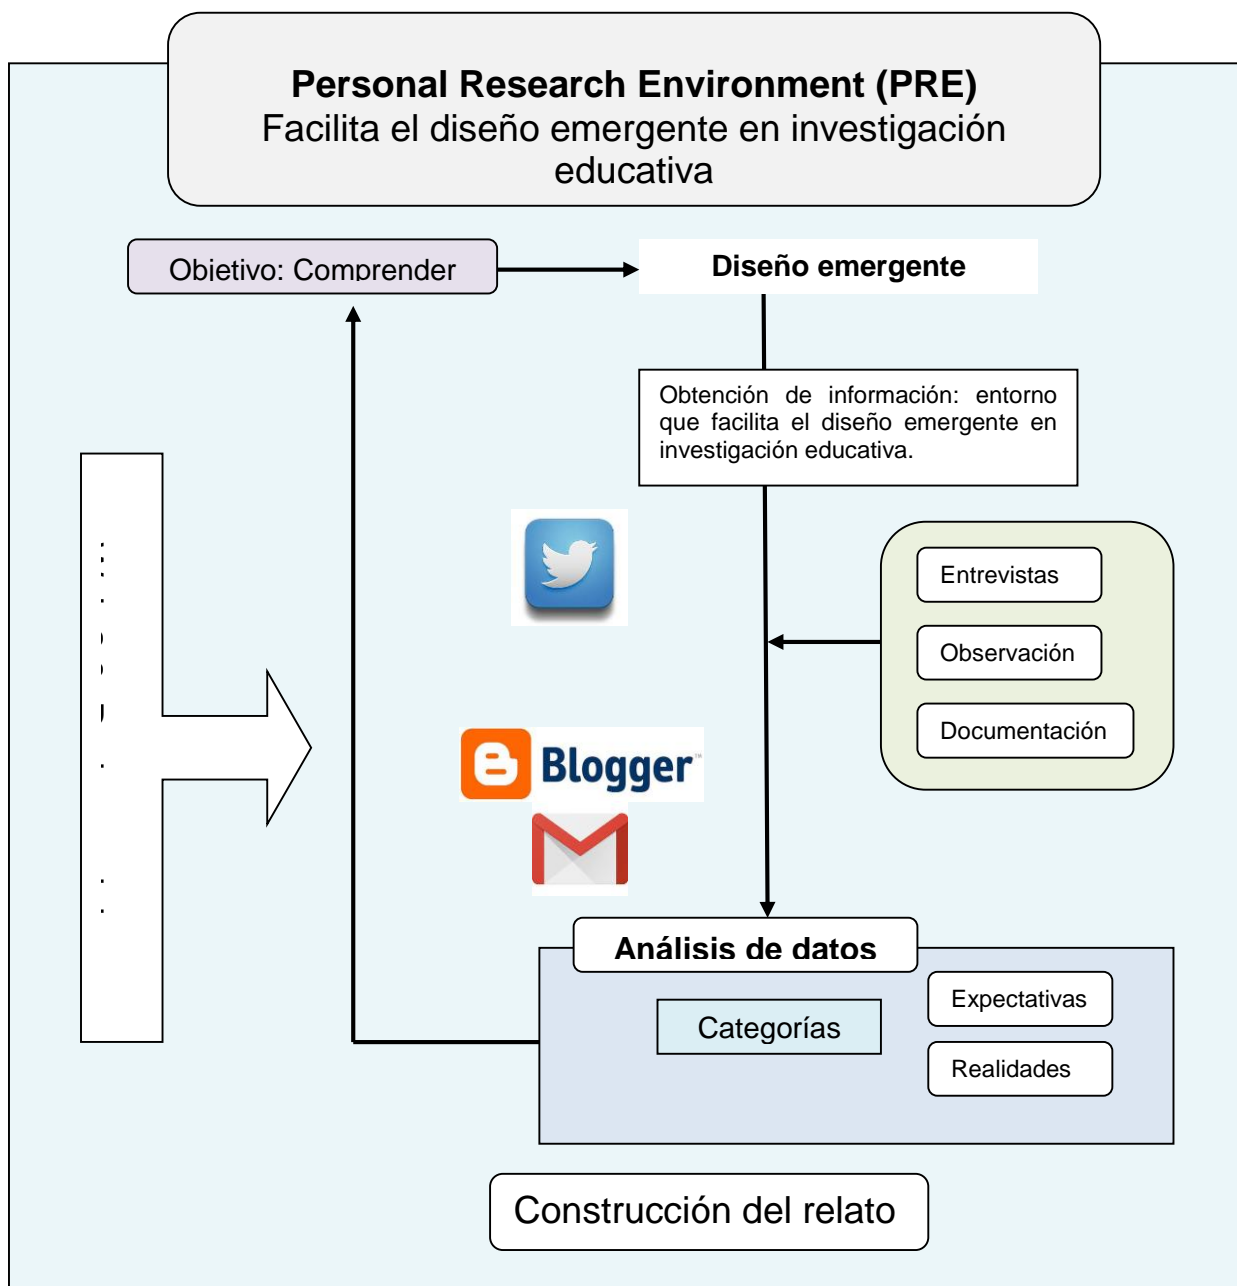 Personal Research Environment (PRE)
Facilita el diseño emergente en investigación
educativa
Objetivo: Comprender
Diseño emergente
Obtención de información: entorno
que facilita el diseño emergente en
investigación educativa.
Entrevistas
Observación
Documentación
Blogger™
Análisis de datos
Categorías
Expectativas
Realidades
Construcción del relato